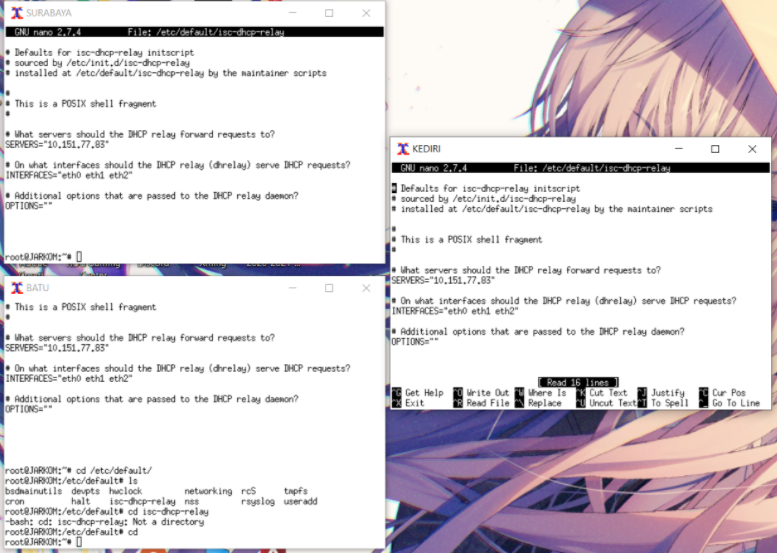 SURABAYA
GNU nano 2.7.4 File: /etc/default/isc-dhcp-relay
# Defaults for isc-dhcp-relay initscript
# sourced by /etc/init.d/isc-dhcp-relay
# installed at /etc/default/isc-dhcp-relay by the maintainer scripts
#
# This is a POSIX shell fragment
#
# What servers should the DHCP relay forward requests to?
SERVERS="10.151.77.83"
# On what interfaces should the DHCP relay (dhrelay) serve DHCP requests?
INTERFACES="eth0 eth1 eth2"
# Additional options that are passed to the DHCP relay daemon?
OPTIONS=""
root@JARKOM:~#
BATU
# This is a POSIX shell fragment
#
# What servers should the DHCP relay forward requests to?
SERVERS="10.151.77.83"
# On what interfaces should the DHCP relay (dhrelay) serve DHCP requests?
INTERFACES="eth0 eth1 eth2"
# Additional options that are passed to the DHCP relay daemon?
OPTIONS=""
root@JARKOM:~# cd /etc/default/
root@JARKOM:/etc/default# ls
bsdmainutils devpts hwclock networking rcS tmpfs
cron halt isc-dhcp-relay nss rsyslog useradd
root@JARKOM:/etc/default# cd isc-dhcp-relay
-bash: cd: isc-dhcp-relay: Not a directory
root@JARKOM:/etc/default# cd
root@JARKOM:~#
KEDIRI
GNU nano 2.7.4 File: /etc/default/isc-dhcp-relay
# Defaults for isc-dhcp-relay initscript
# sourced by /etc/init.d/isc-dhcp-relay
# installed at /etc/default/isc-dhcp-relay by the maintainer scripts
#
# This is a POSIX shell fragment
#
# What servers should the DHCP relay forward requests to?
SERVERS="10.151.77.83"
# On what interfaces should the DHCP relay (dhrelay) serve DHCP requests?
INTERFACES="eth0 eth1 eth2"
# Additional options that are passed to the DHCP relay daemon?
OPTIONS=""
[ Read 16 lines ]
^G Get Help ^O Write Out ^W Where Is ^K Cut Text ^J Justify ^C Cur Pos
^X Exit ^R Read File ^\ Replace ^U Uncut Text ^T To Spell ^_ Go To Line